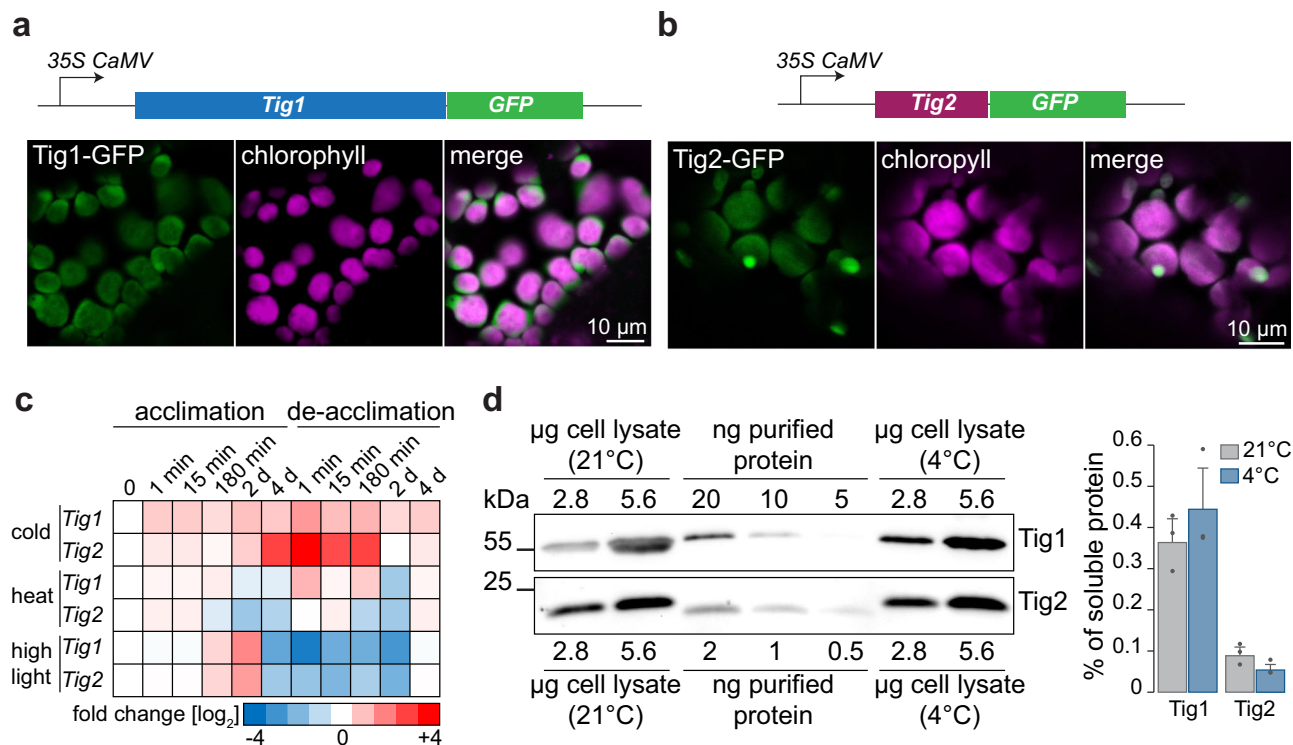 a
35S CaMV
Tig1 GFP
Tig1-GFP chlorophyll merge
10 µm
b
35S CaMV
Tig2 GFP
Tig2-GFP chloropyll merge
10 µm
c
acclimation de-acclimation
0 1 min 15 min 180 min 2 d 4 d 1 min 15 min 180 min 2 d 4 d
cold
Tig1
Tig2
heat
Tig1
Tig2
high
light
Tig1
Tig2
fold change [log2]
-4 0 +4
d
µg cell lysate ng purified µg cell lysate
(21°C) protein (4°C)
kDa 2.8 5.6 20 10 5 2.8 5.6
55 Tig1
25
Tig2
2.8 5.6 2 1 0.5 2.8 5.6
µg cell lysate ng purified µg cell lysate
(21°C) protein (4°C)
% of soluble protein
0.6
0.5
0.4
0.3
0.2
0.1
0
21°C
4°C
Tig1 Tig2